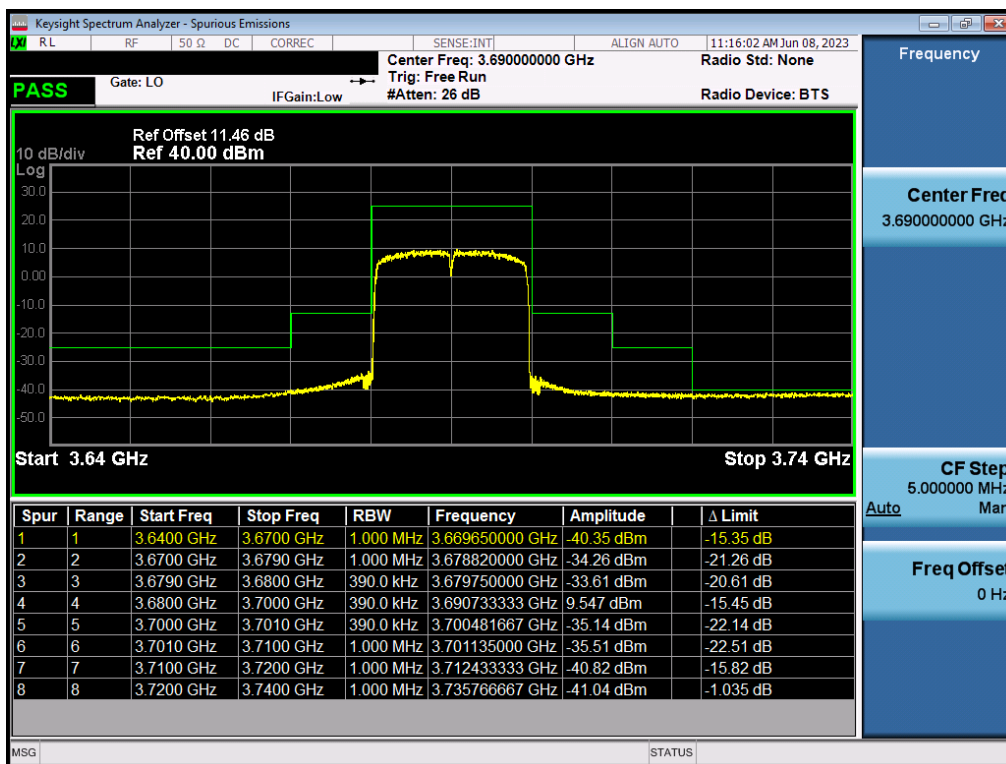 Keysight Spectrum Analyzer - Spurious Emissions
LXI RL RF 50 Ω DC CORREC SENSE:INT ALIGN AUTO 11:16:02 AM Jun 08, 2023
Center Freq: 3.690000000 GHz Radio Std: None
Gate: LO Trig: Free Run
PASS IFGain:Low #Atten: 26 dB Radio Device: BTS
Ref Offset 11.46 dB
10 dB/div Ref 40.00 dBm
Log
30.0
20.0
10.0
0.00
-10.0
-20.0
-30.0
-40.0
-50.0
Start 3.64 GHz Stop 3.74 GHz
Spur Range Start Freq Stop Freq RBW Frequency Amplitude Δ Limit
1 1 3.6400 GHz 3.6700 GHz 1.000 MHz 3.669650000 GHz -40.35 dBm -15.35 dB
2 2 3.6700 GHz 3.6790 GHz 1.000 MHz 3.678820000 GHz -34.26 dBm -21.26 dB
3 3 3.6790 GHz 3.6800 GHz 390.0 kHz 3.679750000 GHz -33.61 dBm -20.61 dB
4 4 3.6800 GHz 3.7000 GHz 390.0 kHz 3.690733333 GHz 9.547 dBm -15.45 dB
5 5 3.7000 GHz 3.7010 GHz 390.0 kHz 3.700481667 GHz -35.14 dBm -22.14 dB
6 6 3.7010 GHz 3.7100 GHz 1.000 MHz 3.701135000 GHz -35.51 dBm -22.51 dB
7 7 3.7100 GHz 3.7200 GHz 1.000 MHz 3.712433333 GHz -40.82 dBm -15.82 dB
8 8 3.7200 GHz 3.7400 GHz 1.000 MHz 3.735766667 GHz -41.04 dBm -1.035 dB
MSG STATUS
Frequency
Center Freq
3.690000000 GHz
CF Step
5.000000 MHz
Auto Man
Freq Offset
0 Hz